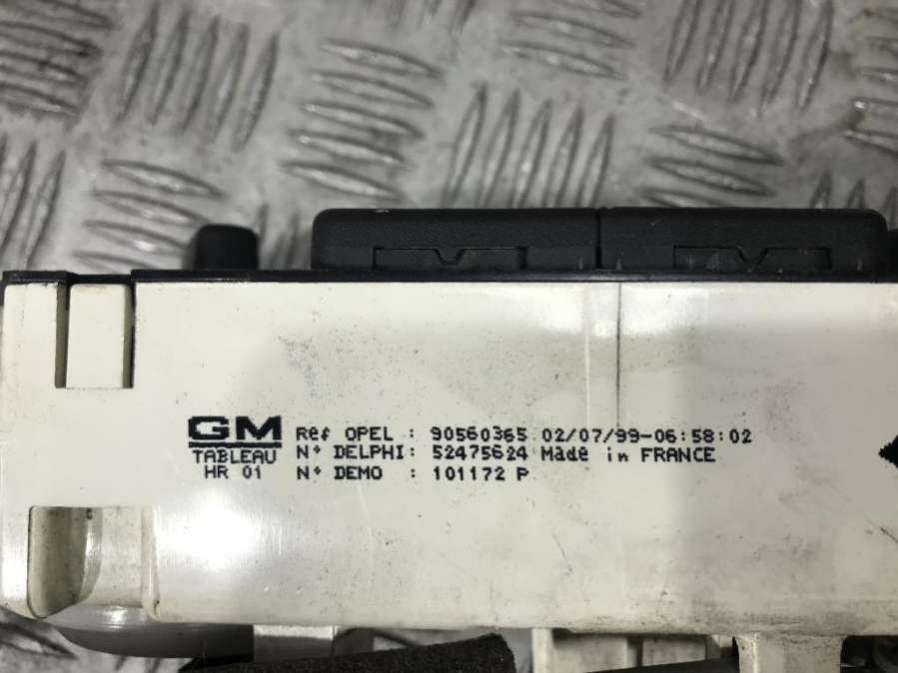 GM
TABLEAU
HR 01
Ref OPEL : 90560365 02/07/99-06:58:02
N° DELPHI: 52475624 Made in FRANCE
N° DEMO : 101172 P